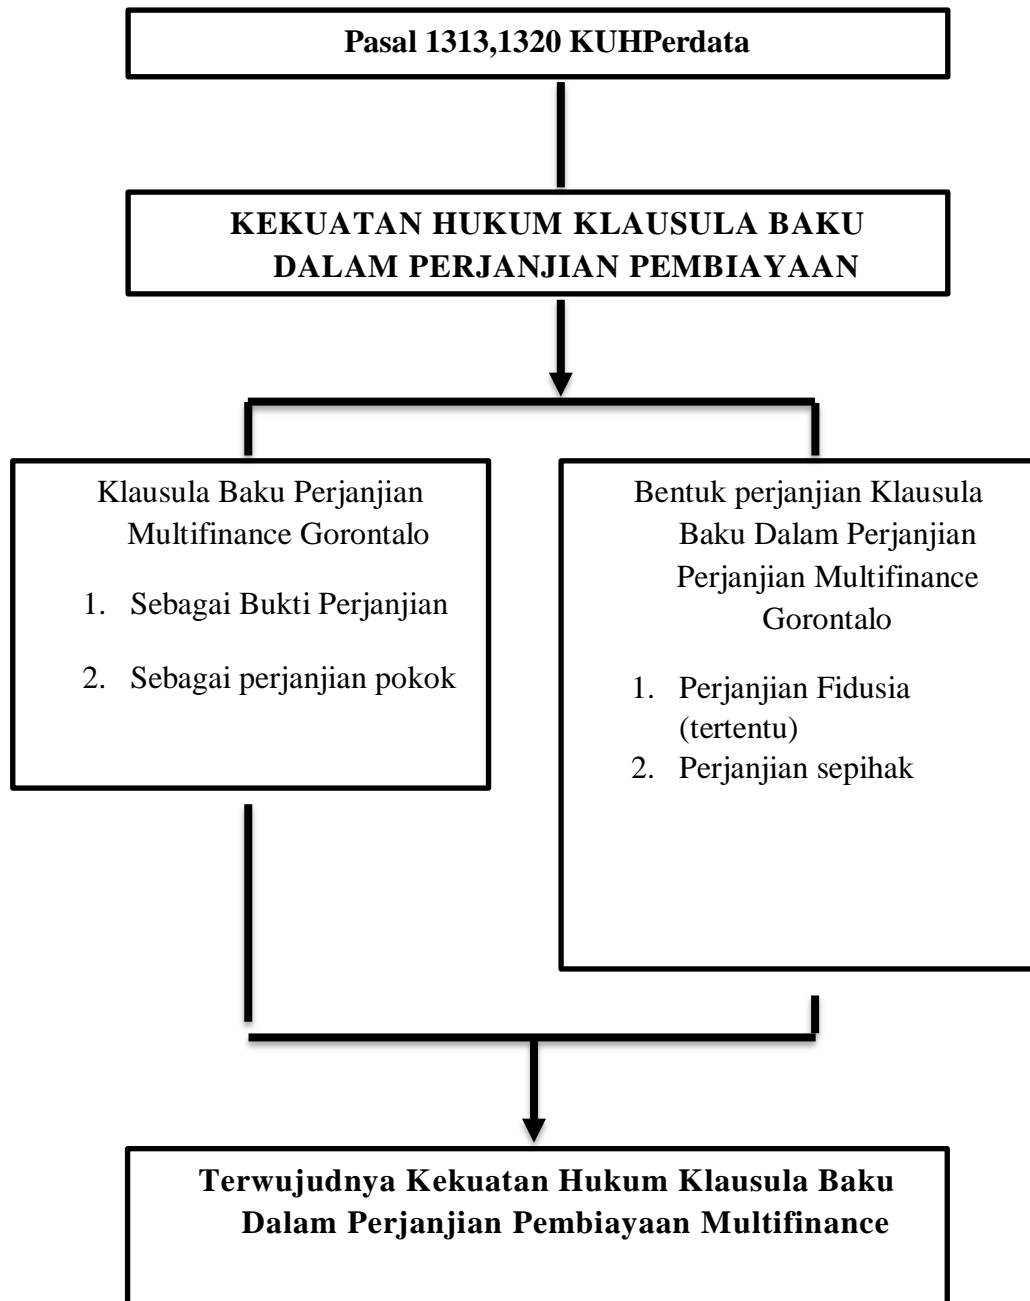 Pasal 1313,1320 KUHPerdata
KEKUATAN HUKUM KLAUSULA BAKU
DALAM PERJANJIAN PEMBIAYAAN
Klausula Baku Perjanjian
Multifinance Gorontalo
1. Sebagai Bukti Perjanjian
2. Sebagai perjanjian pokok
Bentuk perjanjian Klausula
Baku Dalam Perjanjian
Perjanjian Multifinance
Gorontalo
1. Perjanjian Fidusia
(tertentu)
2. Perjanjian sepihak
Terwujudnya Kekuatan Hukum Klausula Baku
Dalam Perjanjian Pembiayaan Multifinance